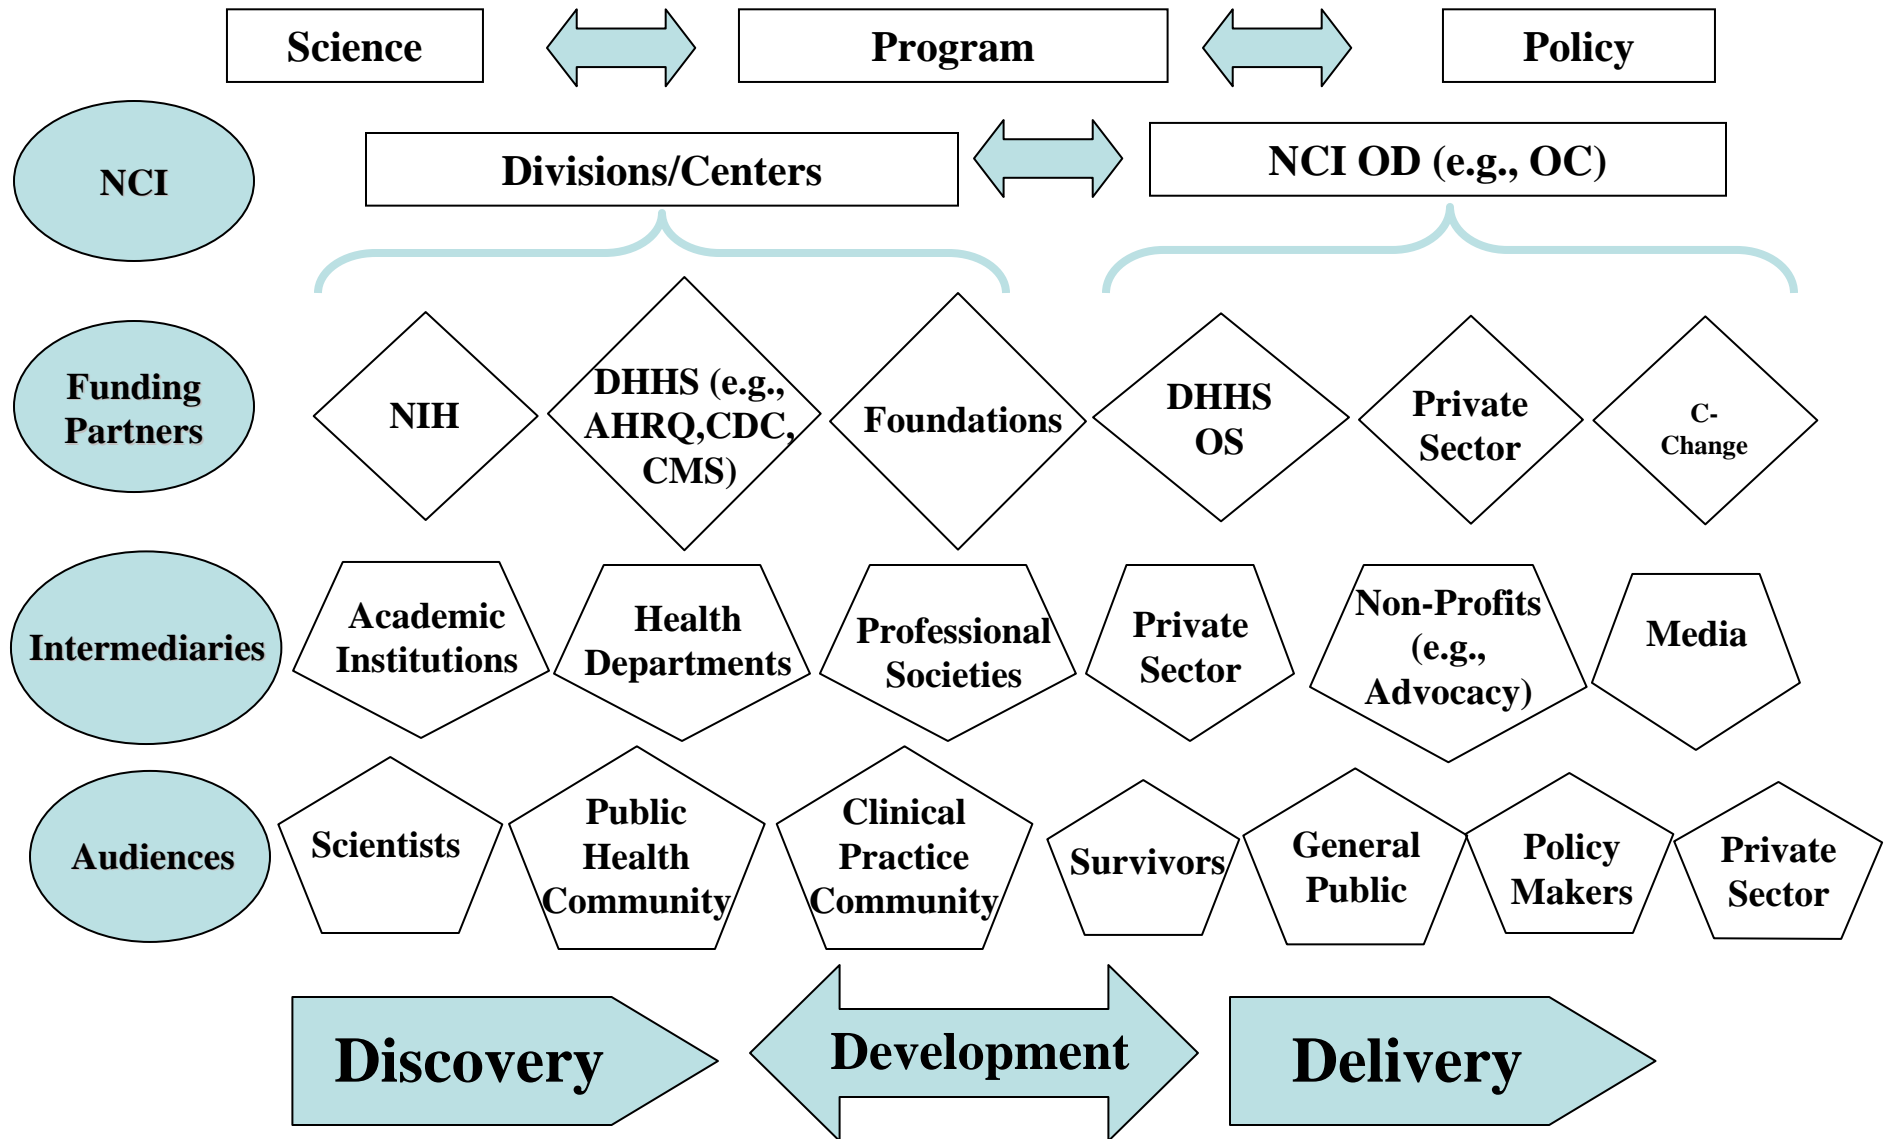 Science
Program
Policy
NCI
Divisions/Centers
NCI OD (e.g., OC)
Funding
Partners
NIH
DHHS (e.g.,
AHRQ,CDC,
CMS)
Foundations
DHHS
OS
Private
Sector
C-
Change
Intermediaries
Academic
Institutions
Health
Departments
Professional
Societies
Private
Sector
Non-Profits
(e.g.,
Advocacy)
Media
Audiences
Scientists
Public
Health
Community
Clinical
Practice
Community
Survivors
General
Public
Policy
Makers
Private
Sector
Discovery
Development
Delivery